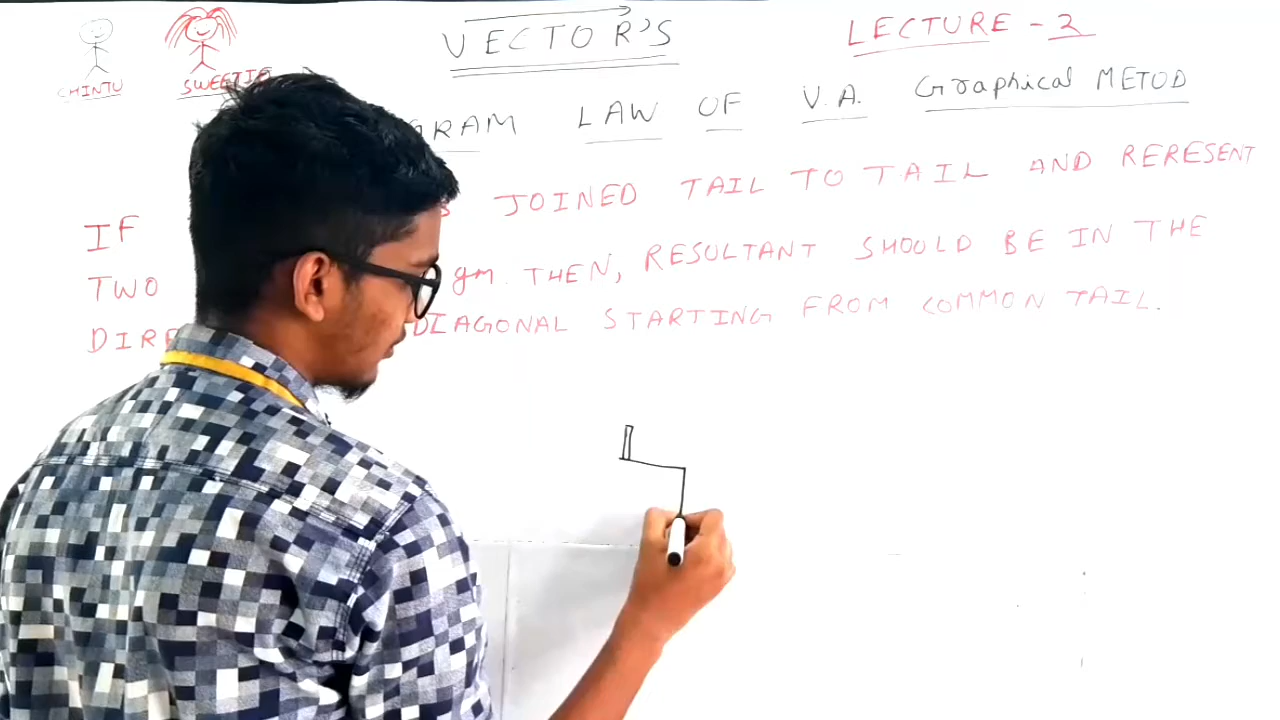 CHINTU
SWEETIE
VECTOR'S
LECTURE - 2
GRAM LAW OF V.A. Graphical METOD
IF JOINED TAIL TO TAIL AND RERESENT
TWO gm. THEN, RESULTANT SHOULD BE IN THE
DIRE DIAGONAL STARTING FROM COMMON TAIL.